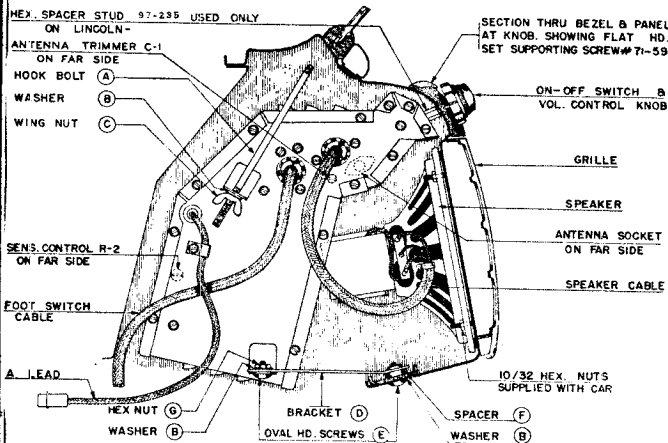 HEX. SPACER STUD 97-235 USED ONLY
ON LINCOLN-
ANTENNA TRIMMER C-1
ON FAR SIDE
HOOK BOLT A
WASHER B
WING NUT C
SENS. CONTROL R-2
ON FAR SIDE
FOOT SWITCH
CABLE
A. LEAD
HEX NUT G
WASHER B
BRACKET D
OVAL HD. SCREWS E
SECTION THRU BEZEL & PANEL
AT KNOB. SHOWING FLAT HD.
SET SUPPORTING SCREW # 71-59
ON-OFF SWITCH &
VOL. CONTROL KNOB
GRILLE
SPEAKER
ANTENNA SOCKET
ON FAR SIDE
SPEAKER CABLE
10/32 HEX. NUTS
SUPPLIED WITH CAR
SPACER F
WASHER B